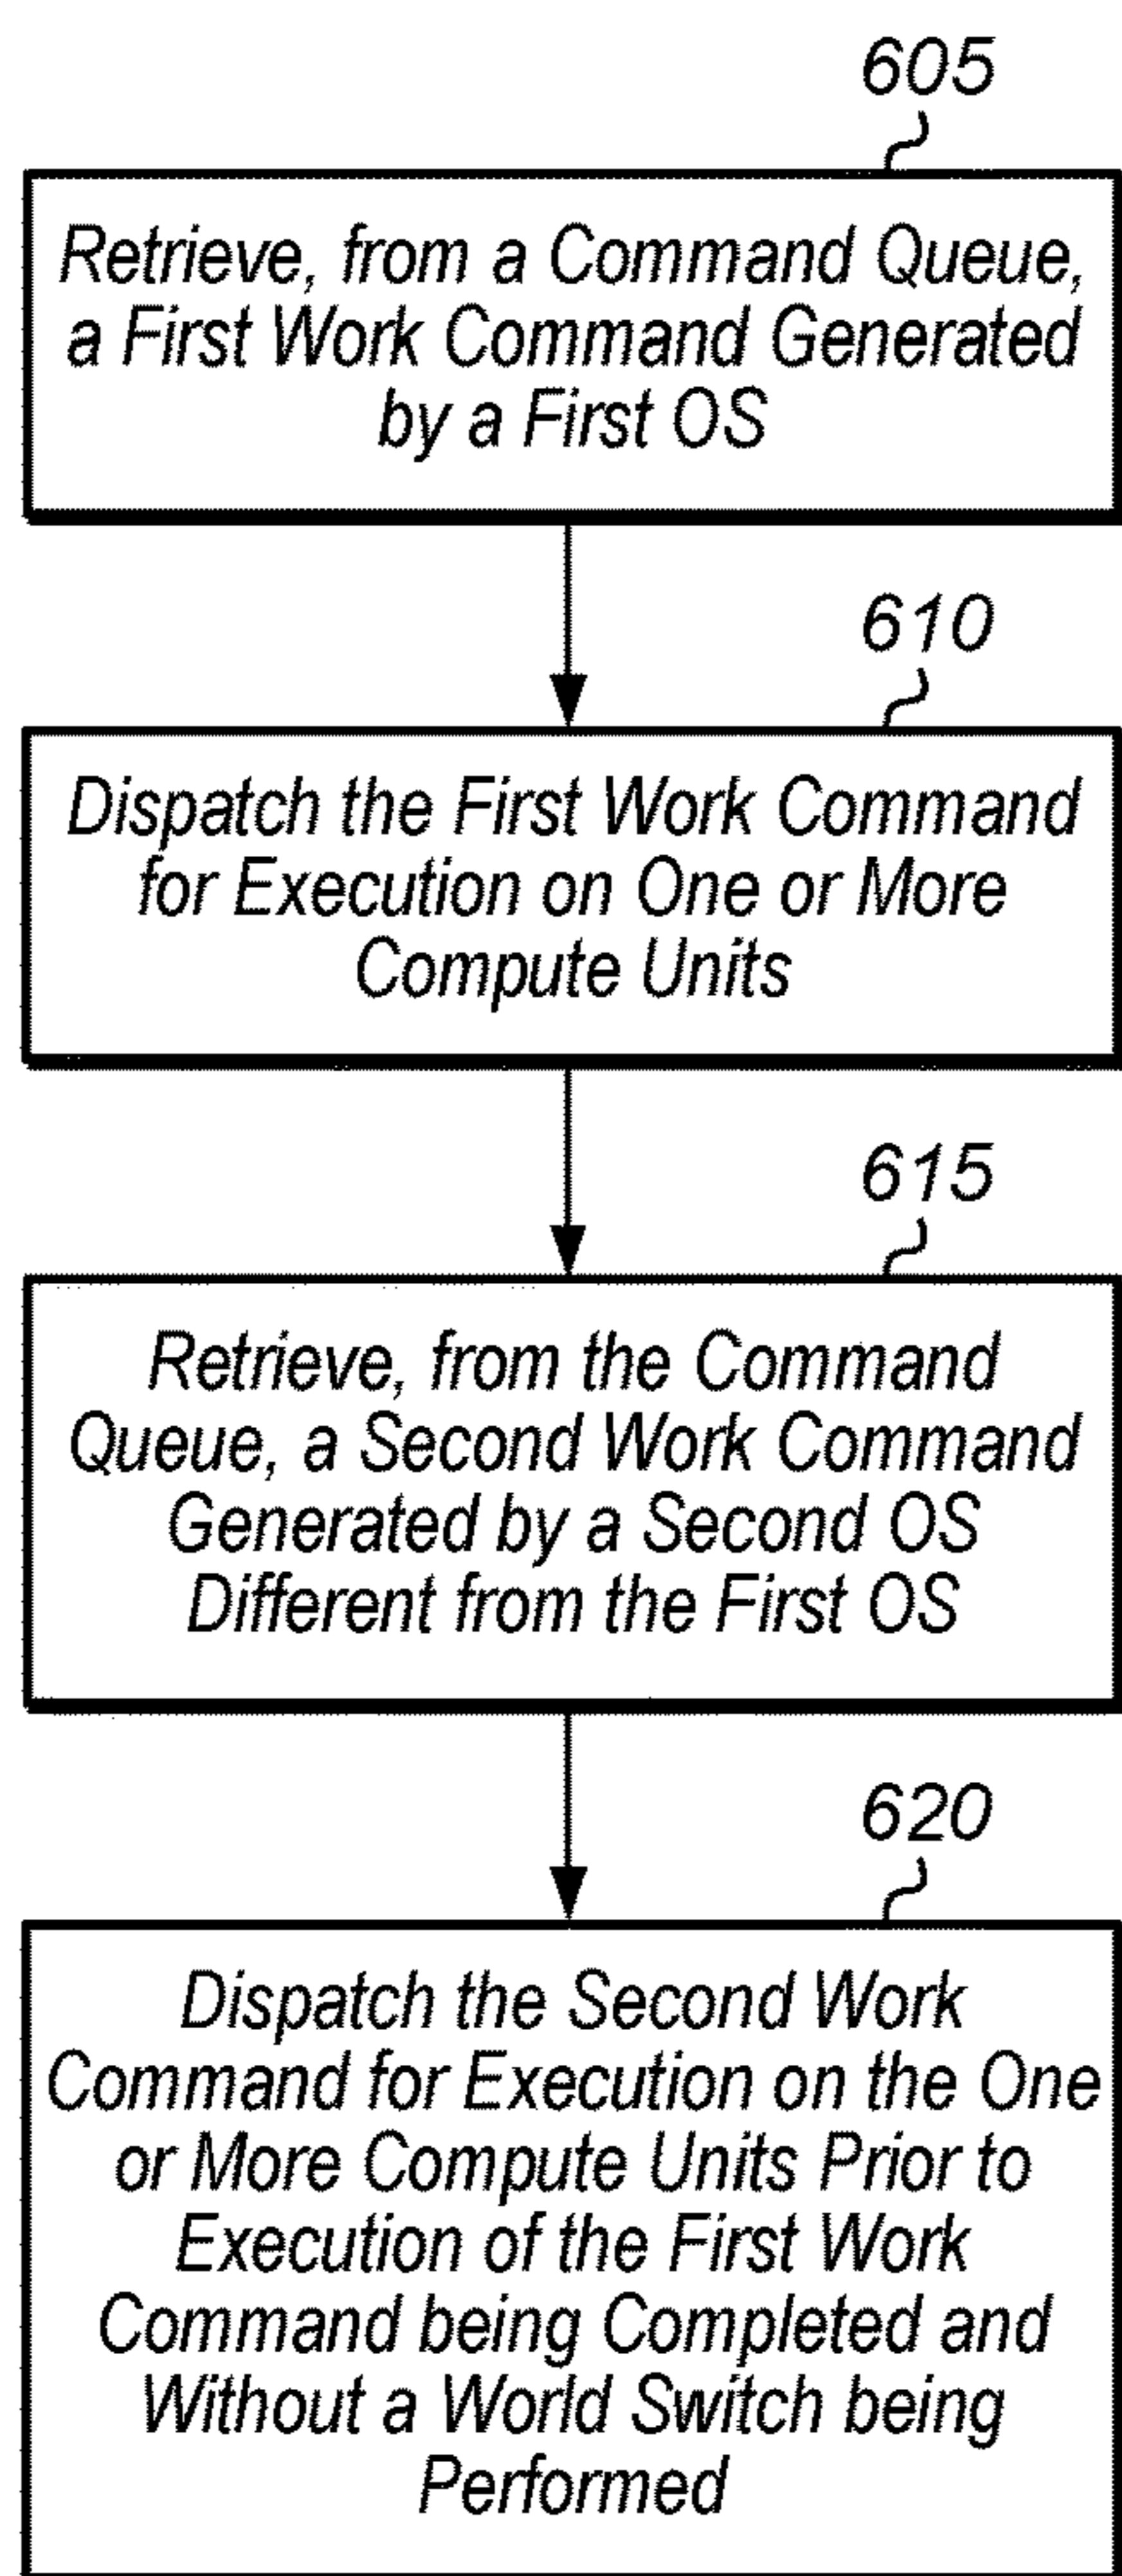 605
Retrieve, from a Command Queue,
a First Work Command Generated
by a First OS
610
Dispatch the First Work Command
for Execution on One or More
Compute Units
615
Retrieve, from the Command
Queue, a Second Work Command
Generated by a Second OS
Different from the First OS
620
Dispatch the Second Work
Command for Execution on the One
or More Compute Units Prior to
Execution of the First Work
Command being Completed and
Without a World Switch being
Performed